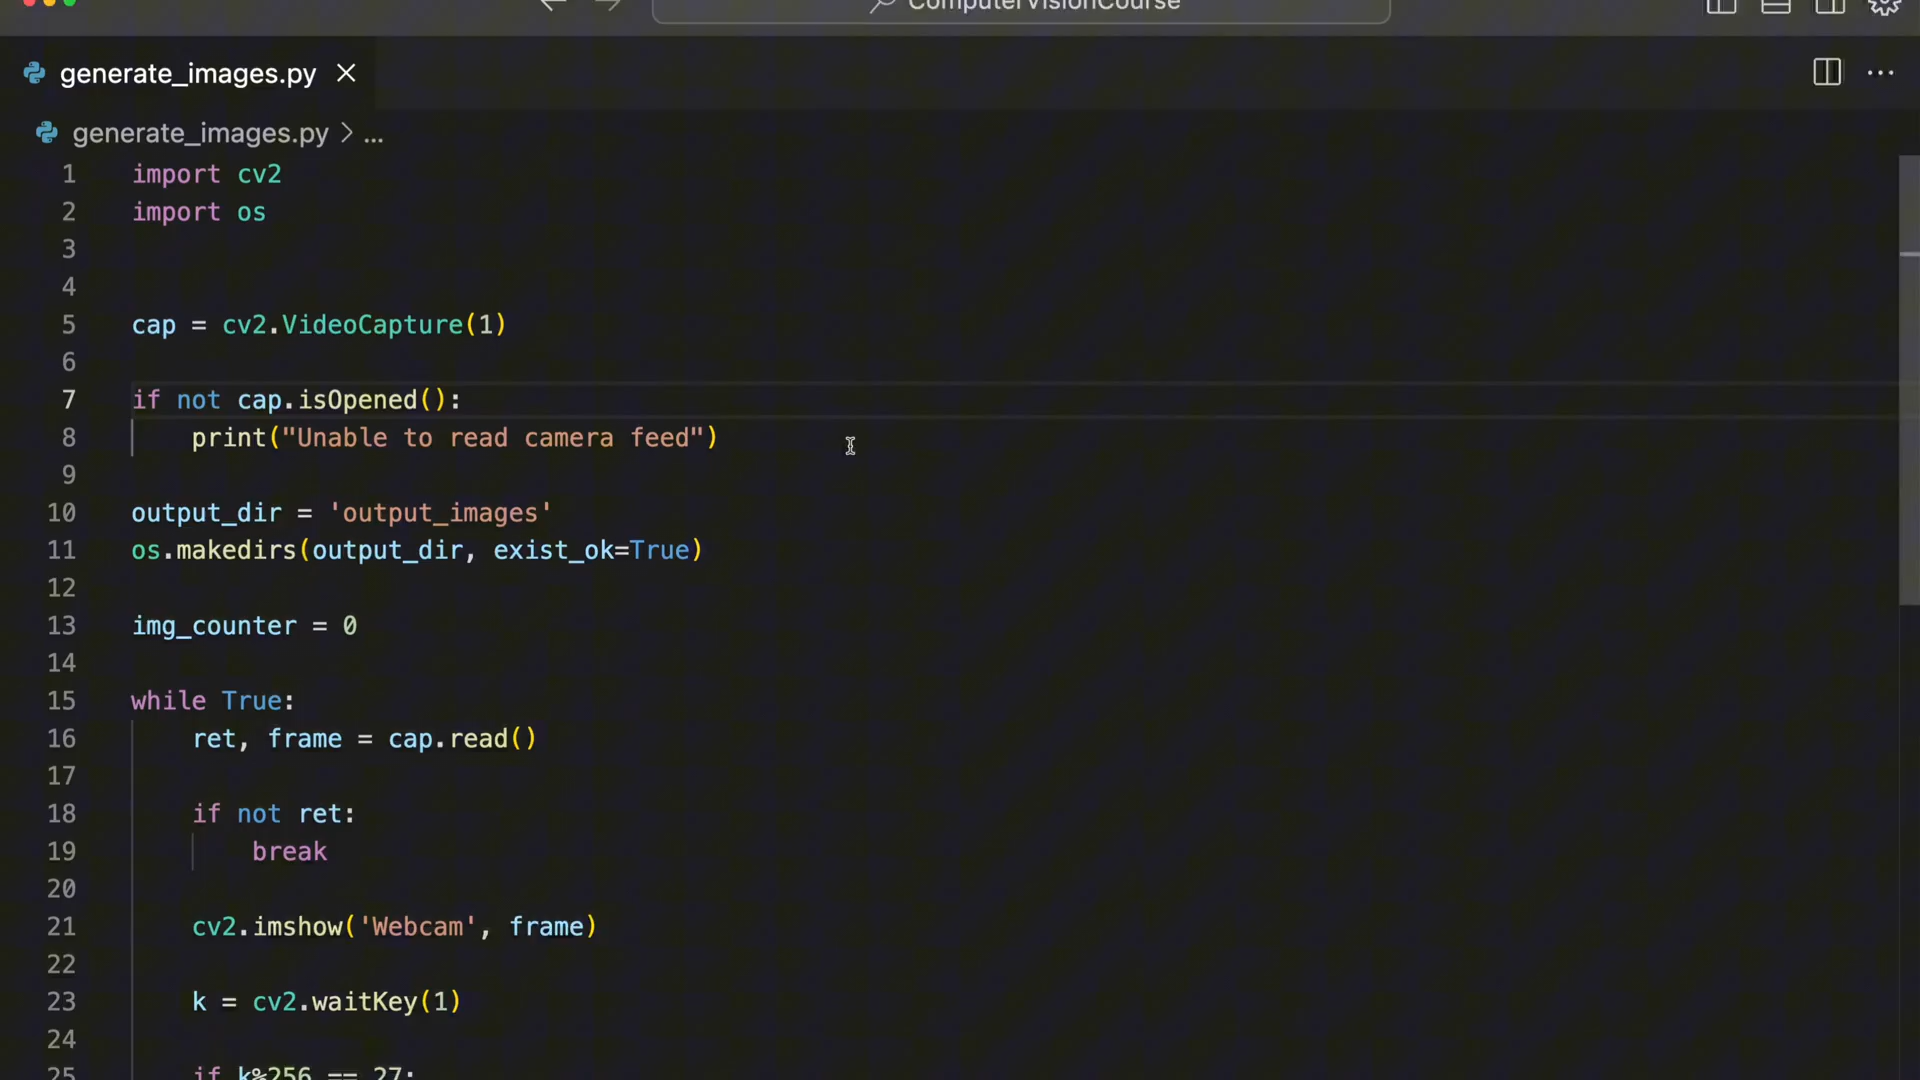 ComputerVisionCourse
generate_images.py
generate_images.py > ...
1 import cv2
2 import os
3
4
5 cap = cv2.VideoCapture(1)
6
7 if not cap.isOpened():
8 print("Unable to read camera feed")
9
10 output_dir = 'output_images'
11 os.makedirs(output_dir, exist_ok=True)
12
13 img_counter = 0
14
15 while True:
16 ret, frame = cap.read()
17
18 if not ret:
19 break
20
21 cv2.imshow('Webcam', frame)
22
23 k = cv2.waitKey(1)
24
25 if k%256 == 27: